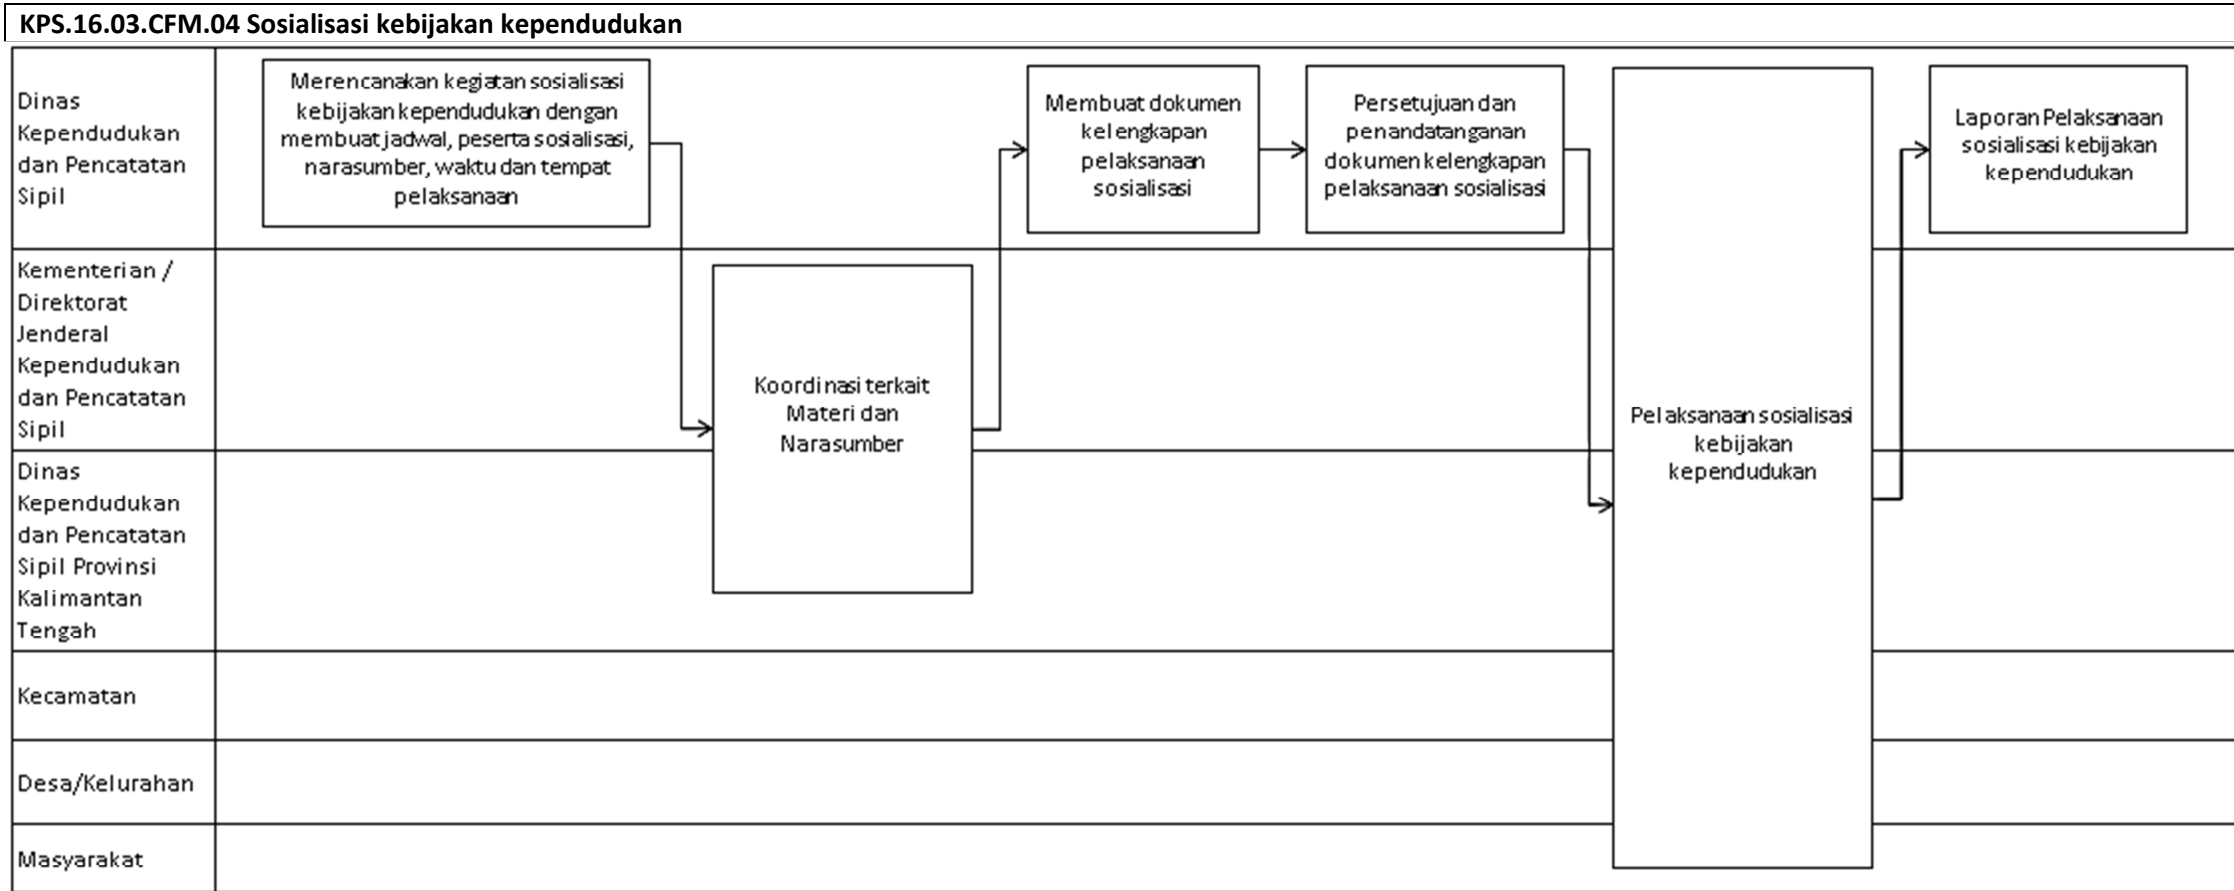 KPS.16.03.CFM.04 Sosialisasi kebijakan kependudukan
Dinas
Kependudukan
dan Pencatatan
Sipil
Merencanakan kegiatan sosialisasi
kebijakan kependudukan dengan
membuat jadwal, peserta sosialisasi,
narasumber, waktu dan tempat
pelaksanaan
Membuat dokumen
kelengkapan
pelaksanaan
sosialisasi
Persetujuan dan
penandatanganan
dokumen kelengkapan
pelaksanaan sosialisasi
Laporan Pelaksanaan
sosialisasi kebijakan
kependudukan
Kementerian /
Direktorat
Jenderal
Kependudukan
dan Pencatatan
Sipil
Koordinasi terkait
Materi dan
Narasumber
Pelaksanaan sosialisasi
kebijakan
kependudukan
Dinas
Kependudukan
dan Pencatatan
Sipil Provinsi
Kalimantan
Tengah
Kecamatan
Desa/Kelurahan
Masyarakat